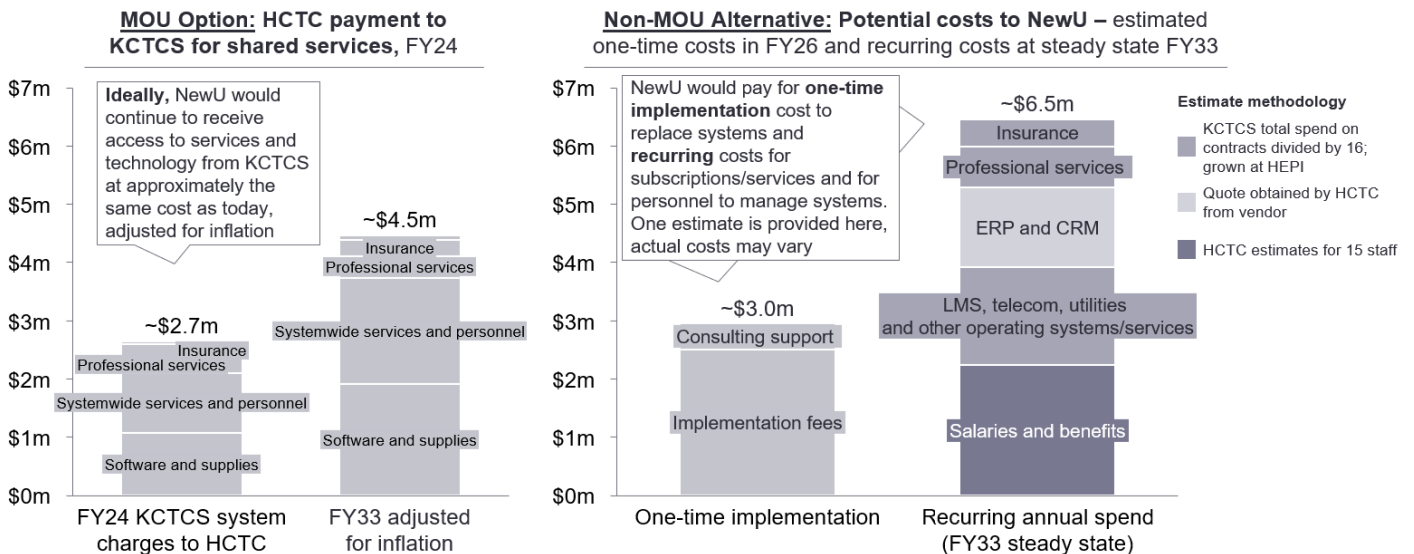 MOU Option: HCTC payment to
KCTCS for shared services, FY24
$7m
$6m
$5m
$4m
$3m
$2m
$1m
$0m
Ideally, NewU would
continue to receive
access to services and
technology from KCTCS
at approximately the
same cost as today,
adjusted for inflation
~$2.7m
Insurance
Professional services
Systemwide services and personnel
Software and supplies
FY24 KCTCS system
charges to HCTC
~$4.5m
Insurance
Professional services
Systemwide services and personnel
Software and supplies
FY33 adjusted
for inflation
Non-MOU Alternative: Potential costs to NewU – estimated
one-time costs in FY26 and recurring costs at steady state FY33
$7m
$6m
$5m
$4m
$3m
$2m
$1m
$0m
NewU would pay for one-time
implementation cost to
replace systems and
recurring costs for
subscriptions/services and for
personnel to manage systems.
One estimate is provided here,
actual costs may vary
~$3.0m
Consulting support
Implementation fees
One-time implementation
~$6.5m
Insurance
Professional services
ERP and CRM
LMS, telecom, utilities
and other operating systems/services
Salaries and benefits
Recurring annual spend
(FY33 steady state)
Estimate methodology
KCTCS total spend on
contracts divided by 16;
grown at HEPI
Quote obtained by HCTC
from vendor
HCTC estimates for 15 staff